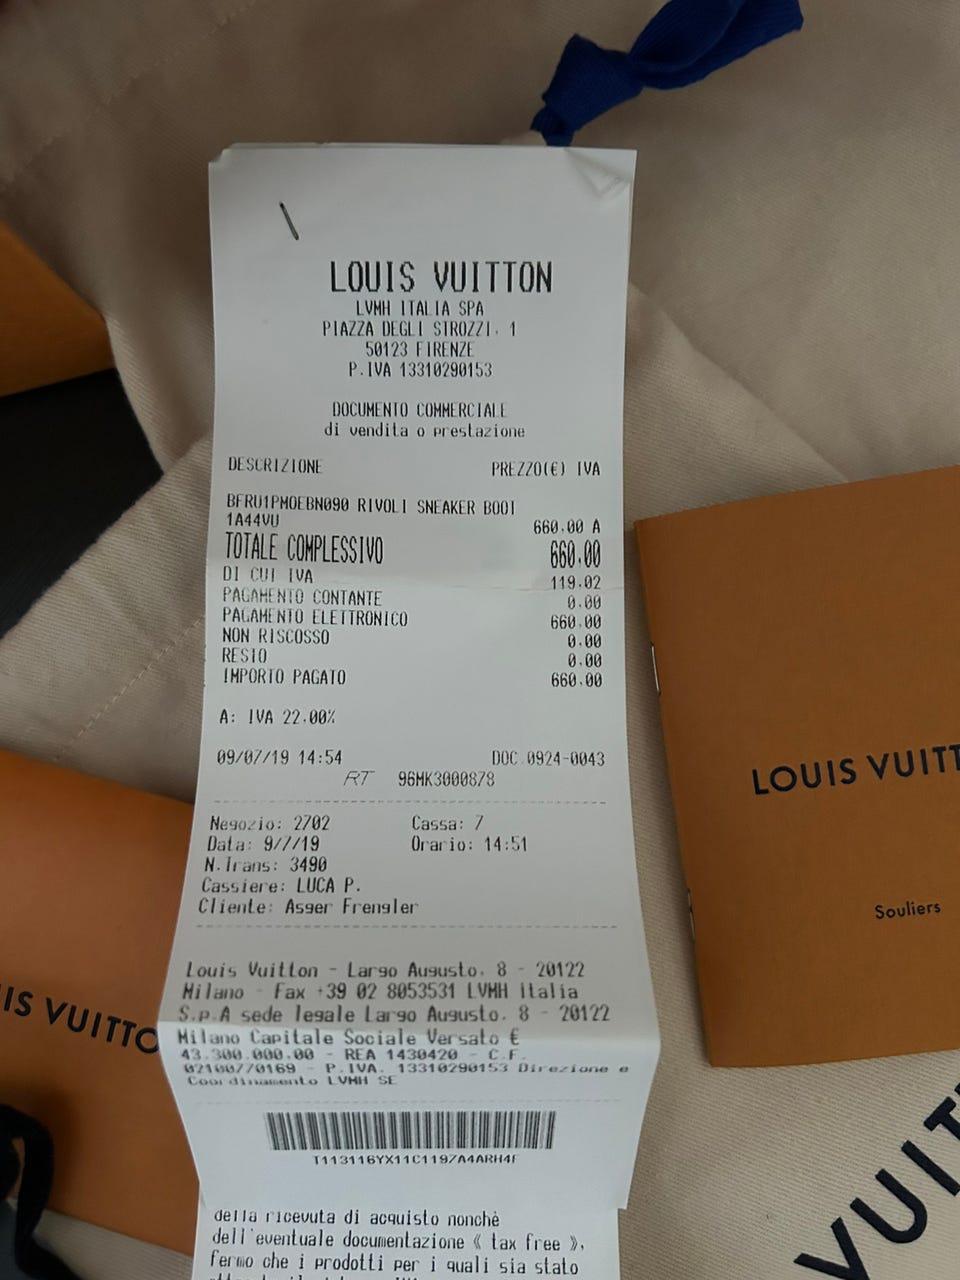 LOUIS VUITTON
LVMH ITALIA SPA
PIAZZA DEGLI STROZZI, 1
50123 FIRENZE
P.IVA 13310290153
DOCUMENTO COMMERCIALE
di vendita o prestazione
DESCRIZIONE PREZZO(€) IVA
BFRU1PMOEBN090 RIVOLI SNEAKER BOOT
1A44VU 660.00 A
TOTALE COMPLESSIVO 660.00
DI CUI IVA 119.02
PAGAMENTO CONTANTE 0.00
PAGAMENTO ELETTRONICO 660.00
NON RISCOSSO 0.00
RESTO 0.00
IMPORTO PAGATO 660.00
A: IVA 22.00%
09/07/19 14:54 DOC.0924-0043
RT 96MK3000878
Negozio: 2702 Cassa: 7
Data: 9/7/19 Orario: 14:51
N.Trans: 3490
Cassiere: LUCA P.
Cliente: Asger Frengler
Louis Vuitton - Largo Augusto, 8 - 20122
Milano - Fax +39 02 8053531 LVMH Italia
S.p.A sede legale Largo Augusto, 8 - 20122
Milano Capitale Sociale Versato €
43.300.000.00 - REA 1430420 - C.F.
02100770169 - P.IVA. 13310290153 Direzione e
Coordinamento LVMH SE
T113116YX11C1197A4ARH4F
della ricevuta di acquisto nonchè
dell'eventuale documentazione « tax free »,
fermo che i prodotti per i quali sia stato
LOUIS VUITT
Souliers
IS VUITTO
VUIT